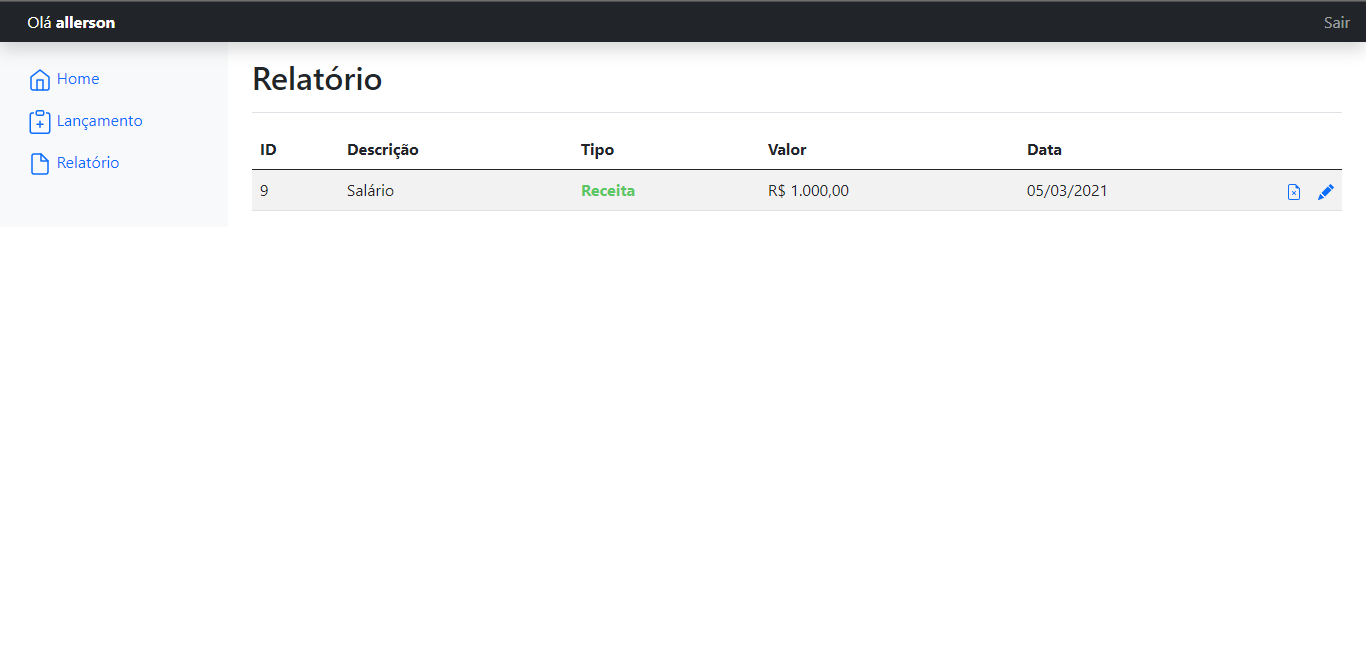 Olá allerson
Sair
Home
Lançamento
Relatório
Relatório
ID Descrição Tipo Valor Data
9 Salário Receita R$ 1.000,00 05/03/2021